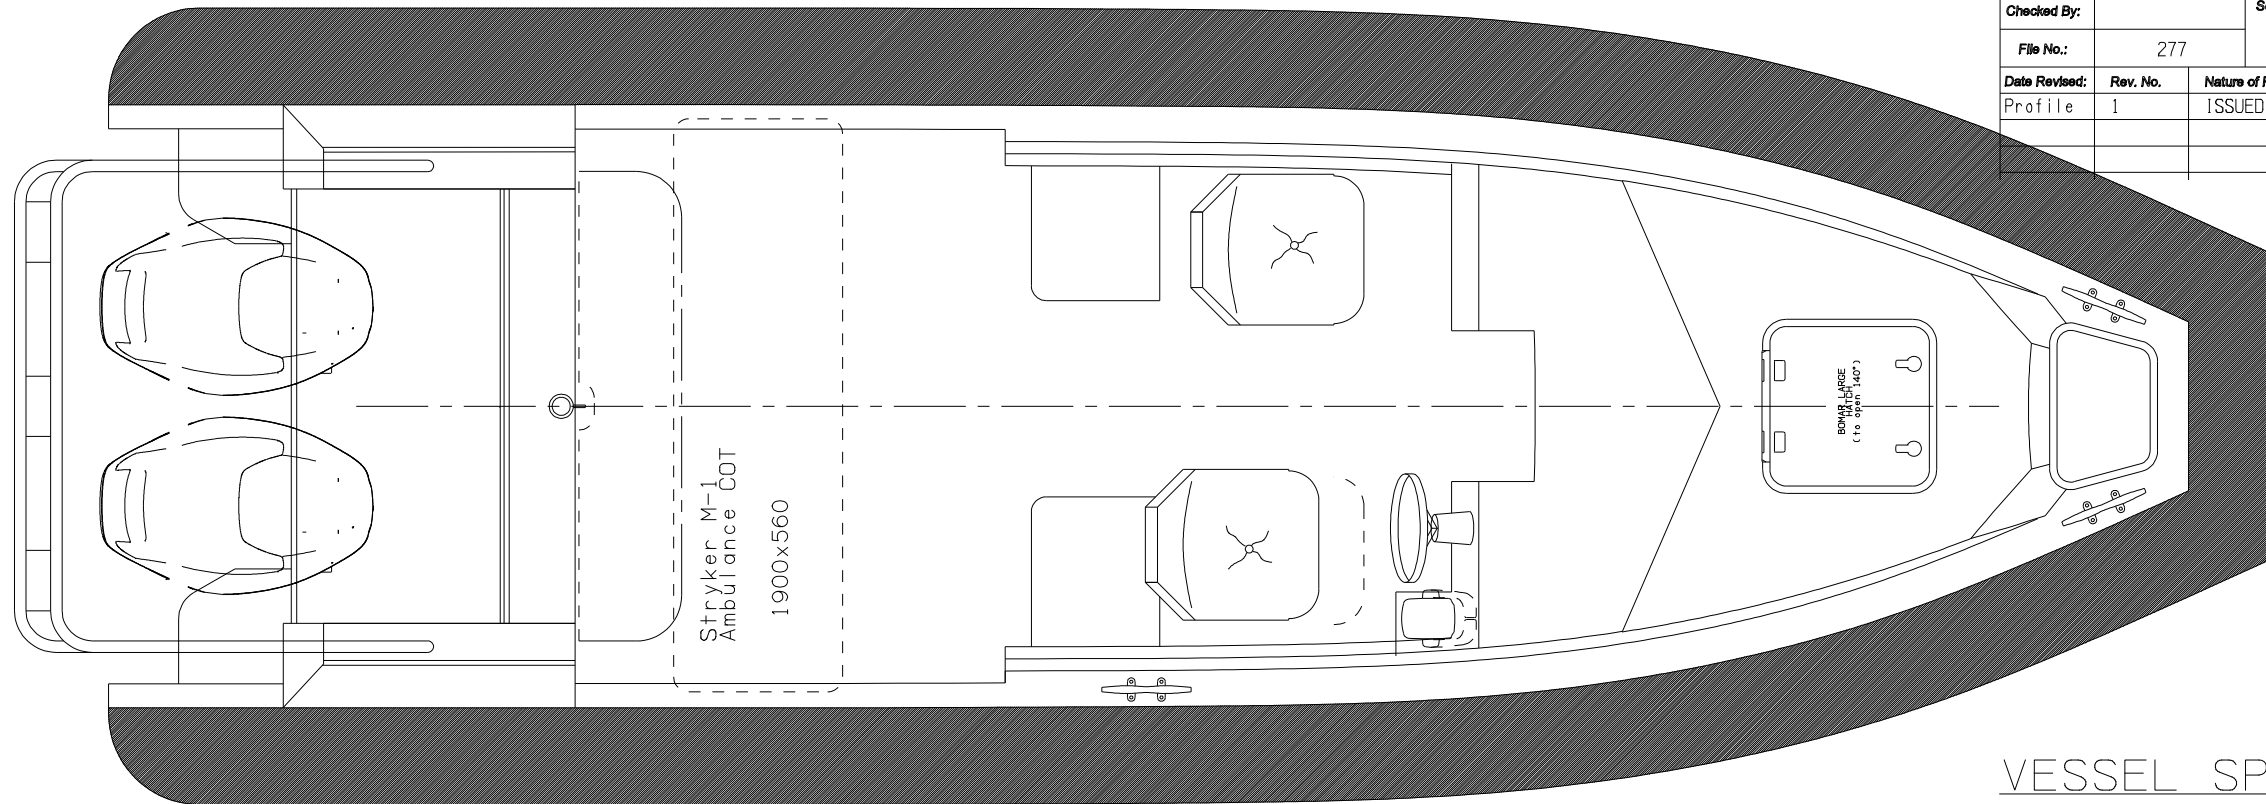 Checked By:
File No.: 277
Date Revised: Rev. No. Nature of
Profile 1 ISSUED
Stryker M-1
Ambulance COT
1900x560
BOMAR LARGE
HATCH
(to open 140°)
VESSEL SP